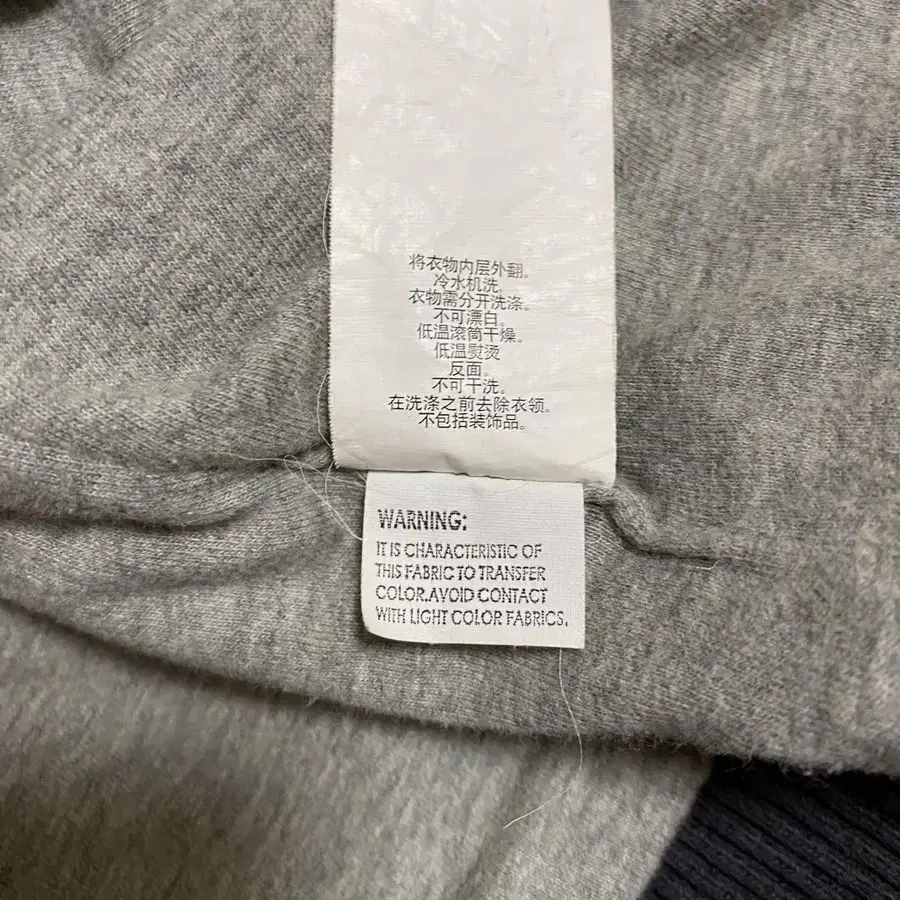 将衣物内层外翻。
冷水机洗。
衣物需分开洗涤。
不可漂白。
低温滚筒干燥。
低温熨烫
反面。
不可干洗。
在洗涤之前去除衣领。
不包括装饰品。
WARNING:
IT IS CHARACTERISTIC OF
THIS FABRIC TO TRANSFER
COLOR.AVOID CONTACT
WITH LIGHT COLOR FABRICS.